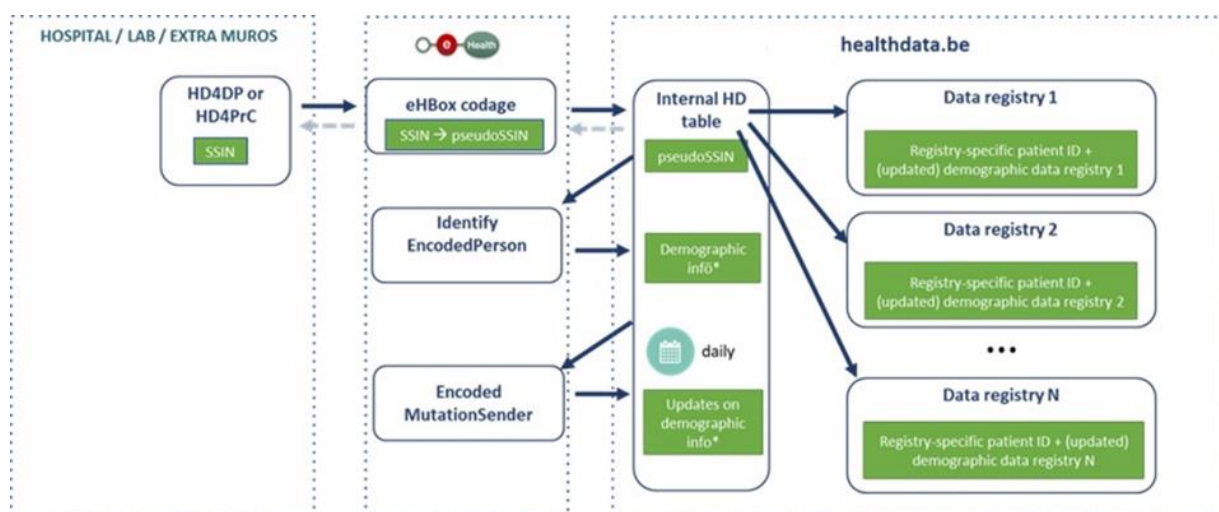 HOSPITAL / LAB / EXTRA MUROS
HD4DP or
HD4PrC
SSIN
e Health
eHBox codage
SSIN → pseudoSSIN
Identify
EncodedPerson
Encoded
MutationSender
healthdata.be
Internal HD
table
pseudoSSIN
Demographic
info*
daily
Updates on
demographic
info*
Data registry 1
Registry-specific patient ID +
(updated) demographic data registry 1
Data registry 2
Registry-specific patient ID +
(updated) demographic data registry 2
...
Data registry N
Registry-specific patient ID + (updated)
demographic data registry N